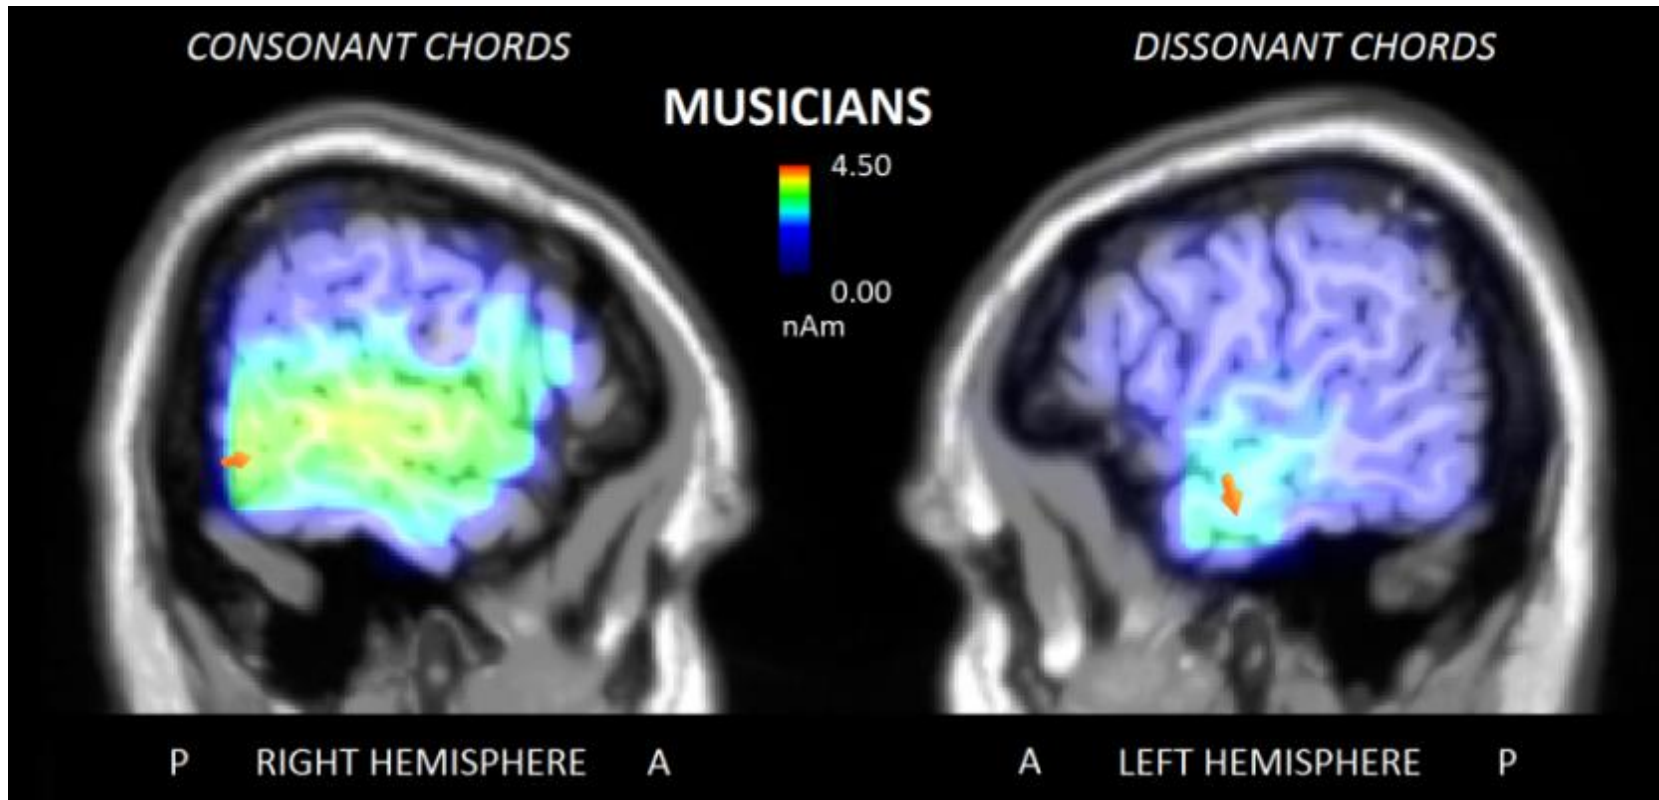 CONSONANT CHORDS
DISSONANT CHORDS
MUSICIANS
4.50
0.00
nAm
P RIGHT HEMISPHERE A
A LEFT HEMISPHERE P